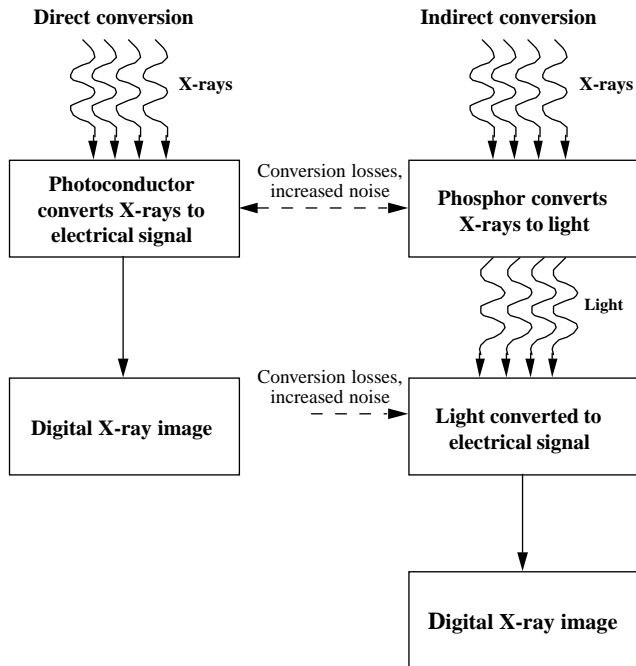 Direct conversion
Indirect conversion
X-rays
X-rays
Photoconductor
converts X-rays to
electrical signal
Conversion losses,
increased noise
Phosphor converts
X-rays to light
Light
Digital X-ray image
Conversion losses,
increased noise
Light converted to
electrical signal
Digital X-ray image